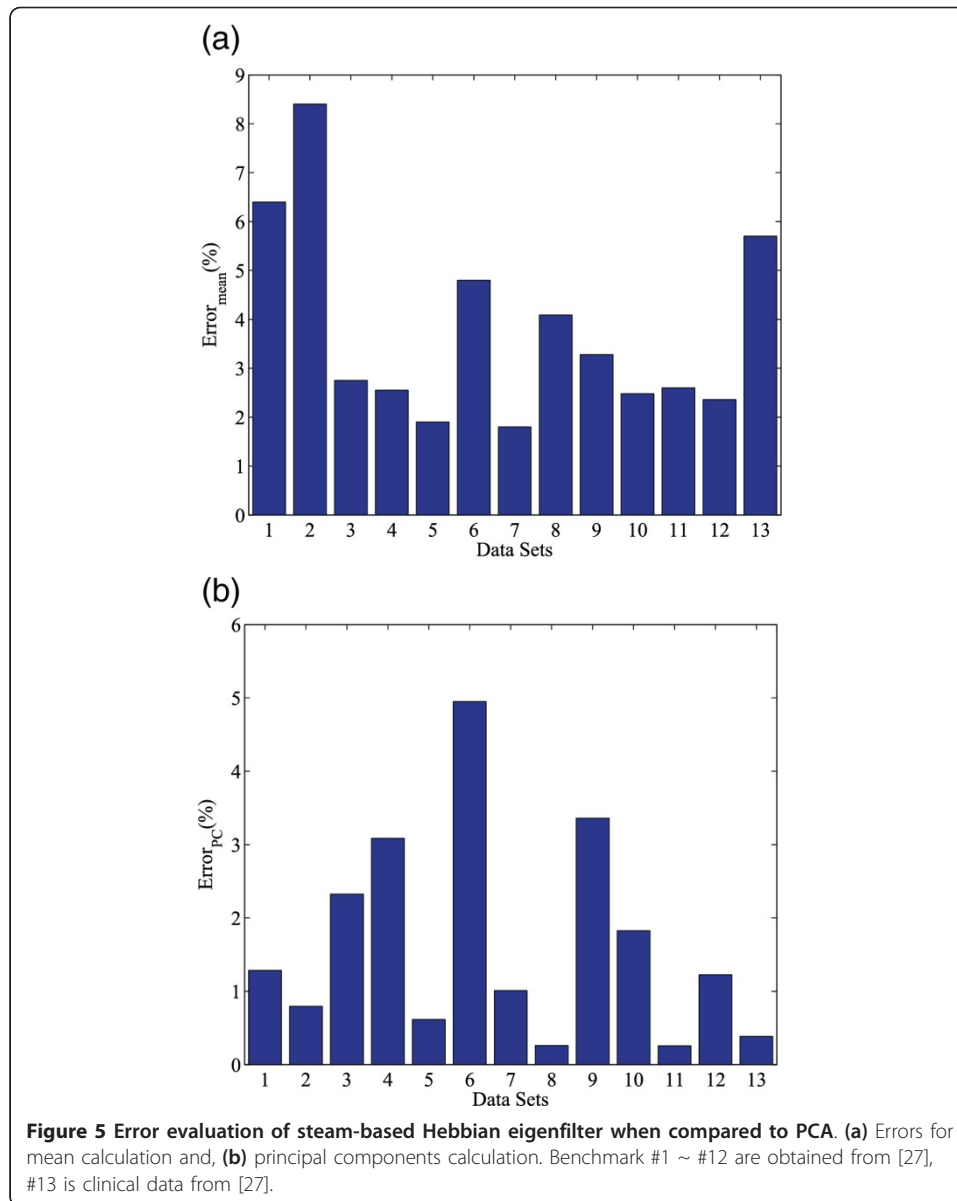 (a)
9
8
7
6
5
4
3
2
1
0
Error_mean(%)
1 2 3 4 5 6 7 8 9 10 11 12 13
Data Sets
(b)
6
5
4
3
2
1
0
Error_PC(%)
1 2 3 4 5 6 7 8 9 10 11 12 13
Data Sets
Figure 5 Error evaluation of steam-based Hebbian eigenfilter when compared to PCA. (a) Errors for
mean calculation and, (b) principal components calculation. Benchmark #1 ~ #12 are obtained from [27],
#13 is clinical data from [27].